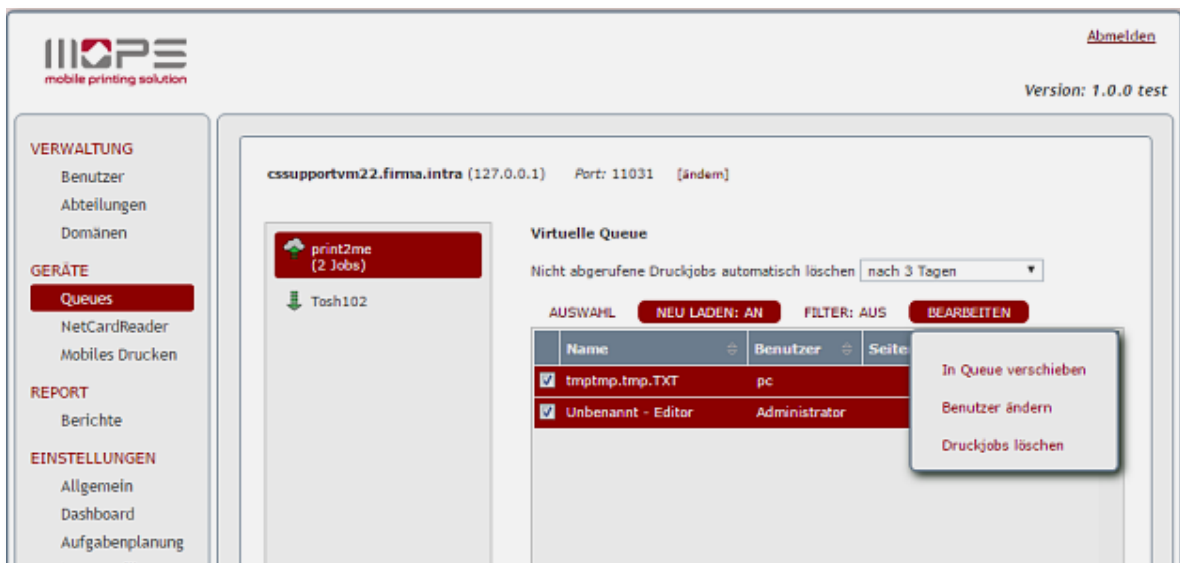 MOPS
mobile printing solution
Abmelden
Version: 1.0.0 test
VERWALTUNG
Benutzer
Abteilungen
Domänen
GERÄTE
Queues
NetCardReader
Mobiles Drucken
REPORT
Berichte
EINSTELLUNGEN
Allgemein
Dashboard
Aufgabenplanung
cssupportvm22.firma.intra (127.0.0.1) Port: 11031 [ändern]
print2me
(2 Jobs)
Tosh102
Virtuelle Queue
Nicht abgerufene Druckjobs automatisch löschen nach 3 Tagen
AUSWAHL NEU LADEN: AN FILTER: AUS BEARBEITEN
Name Benutzer Seite
tmptmp.tmp.TXT pc
Unbenannt - Editor Administrator
In Queue verschieben
Benutzer ändern
Druckjobs löschen